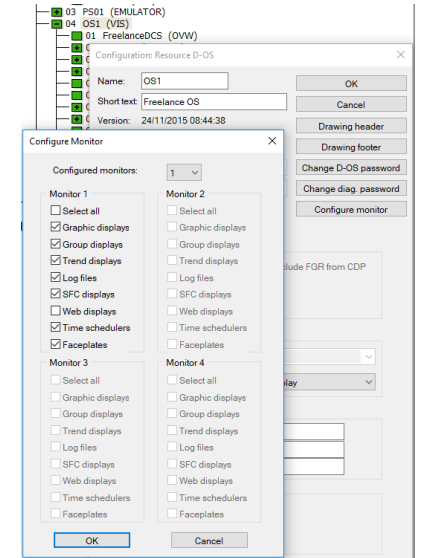 03 PS01 (EMULATOR)
04 OS1 (VIS)
01 FreelanceDCS (OVW)
Configuration: Resource D-OS
Name: OS1
OK
Short text: Freelance OS
Cancel
Version: 24/11/2015 08:44:38
Drawing header
Drawing footer
Change D-OS password
Change diag. password
Configure monitor
Configure Monitor
Configured monitors: 1
Monitor 1
Select all
Graphic displays
Group displays
Trend displays
Log files
SFC displays
Web displays
Time schedulers
Faceplates
Monitor 2
Select all
Graphic displays
Group displays
Trend displays
Log files
SFC displays
Web displays
Time schedulers
Faceplates
Monitor 3
Select all
Graphic displays
Group displays
Trend displays
Log files
SFC displays
Web displays
Time schedulers
Faceplates
Monitor 4
Select all
Graphic displays
Group displays
Trend displays
Log files
SFC displays
Web displays
Time schedulers
Faceplates
OK
Cancel
FGR from CDP